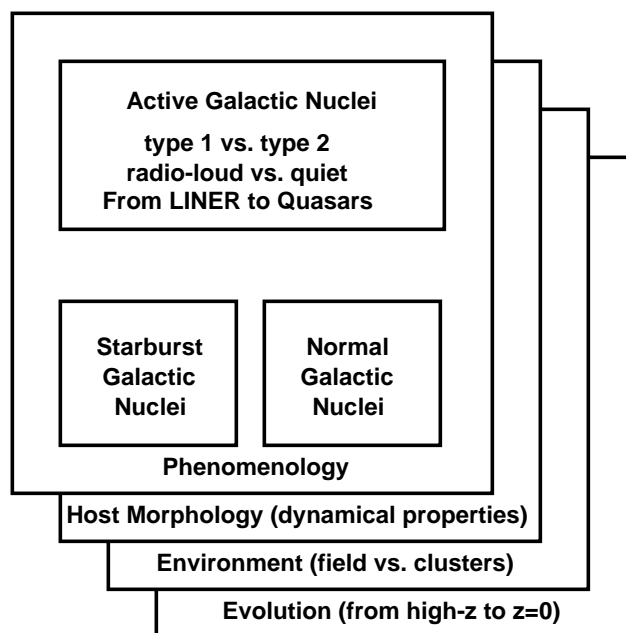 Active Galactic Nuclei
type 1 vs. type 2
radio-loud vs. quiet
From LINER to Quasars
Starburst
Galactic
Nuclei
Normal
Galactic
Nuclei
Phenomenology
Host Morphology (dynamical properties)
Environment (field vs. clusters)
Evolution (from high-z to z=0)